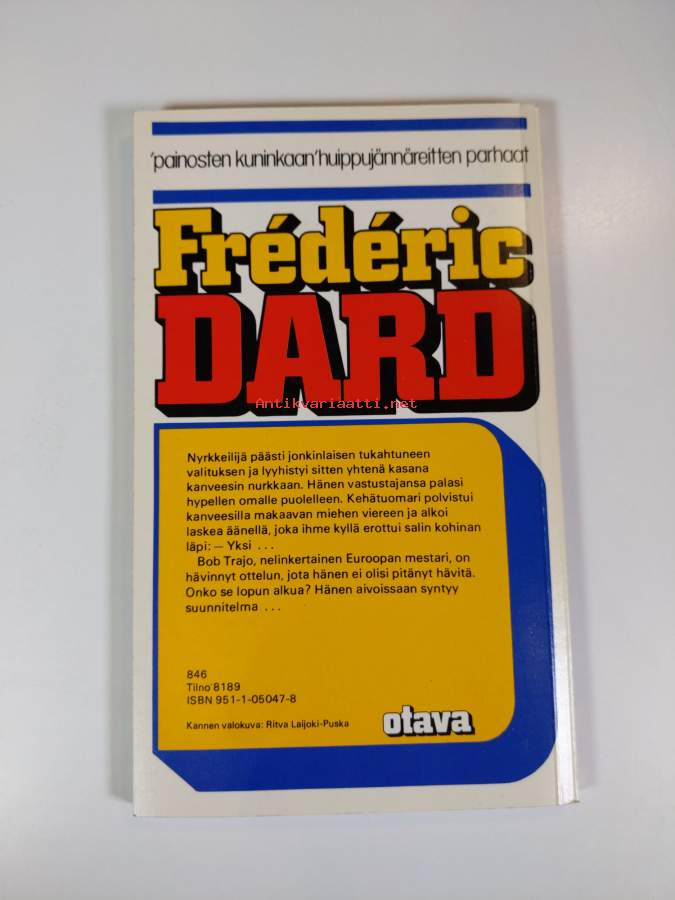 'painosten kuninkaan' huippujännäreitten parhaat
Frédéric
DARD
Antikvariaatti.net
Nyrkkeilijä päästi jonkinlaisen tukahtuneen
valituksen ja lyyhistyi sitten yhtenä kasana
kanveesin nurkkaan. Hänen vastustajansa palasi
hypellen omalle puolelleen. Kehätuomari polvistui
kanveesilla makaavan miehen viereen ja alkoi
laskea äänellä, joka ihme kyllä erottui salin kohinan
läpi: — Yksi ...
Bob Trajo, nelinkertainen Euroopan mestari, on
hävinnyt ottelun, jota hänen ei olisi pitänyt hävitä.
Onko se lopun alkua? Hänen aivoissaan syntyy
suunnitelma ...
846
Tilno 8189
ISBN 951-1-05047-8
Kannen valokuva: Ritva Laijoki-Puska
otava